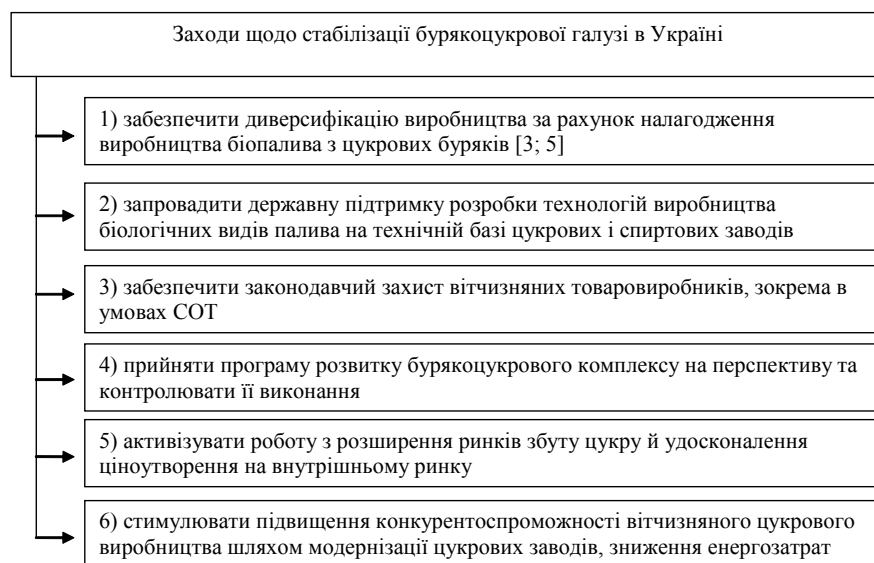 Заходи щодо стабілізації бурякоцукрової галузі в Україні
1) забезпечити диверсифікацію виробництва за рахунок налагодження
виробництва біопалива з цукрових буряків [3; 5]
2) запровадити державну підтримку розробки технологій виробництва
біологічних видів палива на технічній базі цукрових і спиртових заводів
3) забезпечити законодавчий захист вітчизняних товаровиробників, зокрема в
умовах СОТ
4) прийняти програму розвитку бурякоцукрового комплексу на перспективу та
контролювати її виконання
5) активізувати роботу з розширення ринків збуту цукру й удосконалення
ціноутворення на внутрішньому ринку
6) стимулювати підвищення конкурентоспроможності вітчизняного цукрового
виробництва шляхом модернізації цукрових заводів, зниження енергозатрат